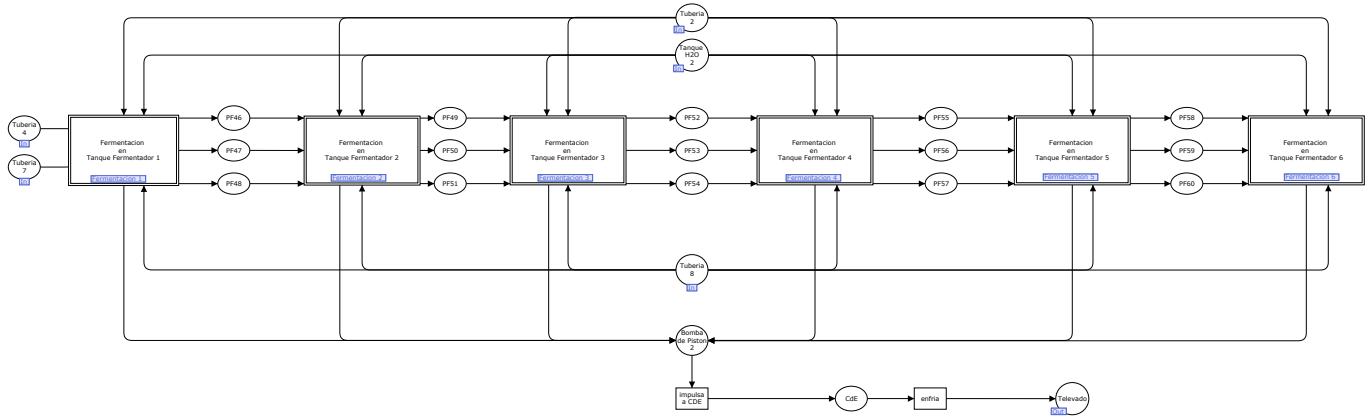 Tuberia
2
In
Tanque
H2O
2
In
Tuberia
4
In
Tuberia
7
In
Fermentacion
en
Tanque Fermentador 1
Fermentacion 1
PF46
PF47
PF48
Fermentacion
en
Tanque Fermentador 2
Fermentacion 2
PF49
PF50
PF51
Fermentacion
en
Tanque Fermentador 3
Fermentacion 3
PF52
PF53
PF54
Fermentacion
en
Tanque Fermentador 4
Fermentacion 4
PF55
PF56
PF57
Fermentacion
en
Tanque Fermentador 5
Fermentacion 5
PF58
PF59
PF60
Fermentacion
en
Tanque Fermentador 6
Fermentacion 6
Tuberia
8
In
Bomba
de Piston
2
impulsa
a CDE
CdE
enfria
Televado
Out